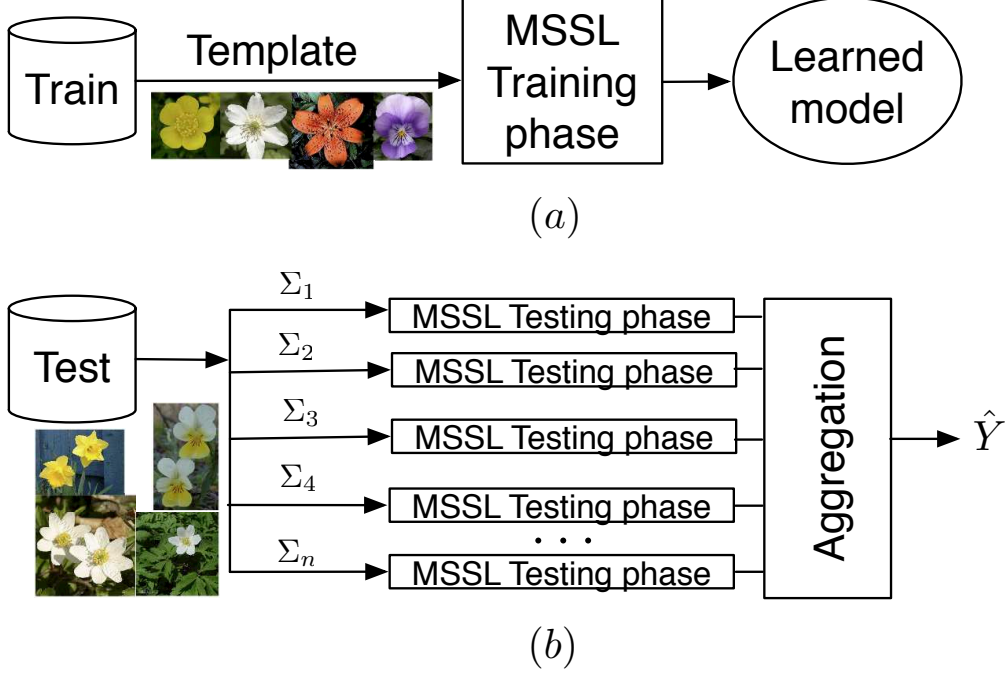 Train
Template
MSSL
Training
phase
Learned
model
(a)
Test
Σ₁
MSSL Testing phase
Σ₂
MSSL Testing phase
Σ₃
MSSL Testing phase
Σ₄
MSSL Testing phase
...
Σₙ
MSSL Testing phase
Aggregation
Ŷ
(b)